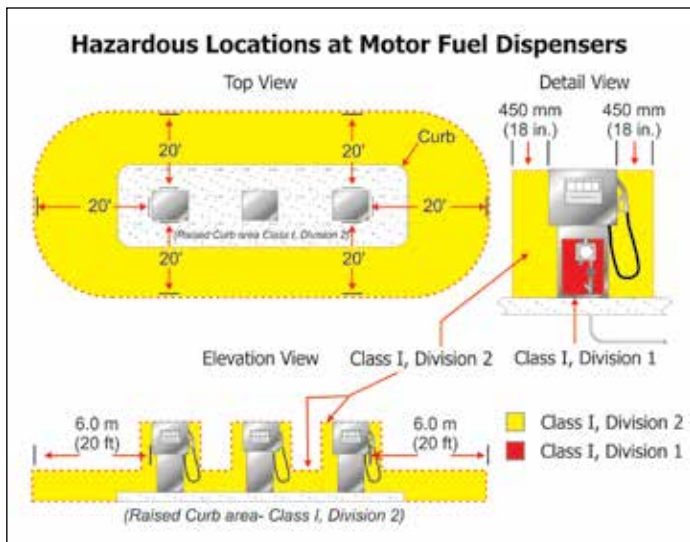 Hazardous Locations at Motor Fuel Dispensers
Top View
Detail View
450 mm
(18 in.)
450 mm
(18 in.)
Curb
20'
20'
20'
20'
(Raised Curb area Class I, Division 2)
20'
20'
Elevation View
Class I, Division 2
Class I, Division 1
6.0 m
(20 ft)
6.0 m
(20 ft)
Class I, Division 2
Class I, Division 1
(Raised Curb area- Class I, Division 2)